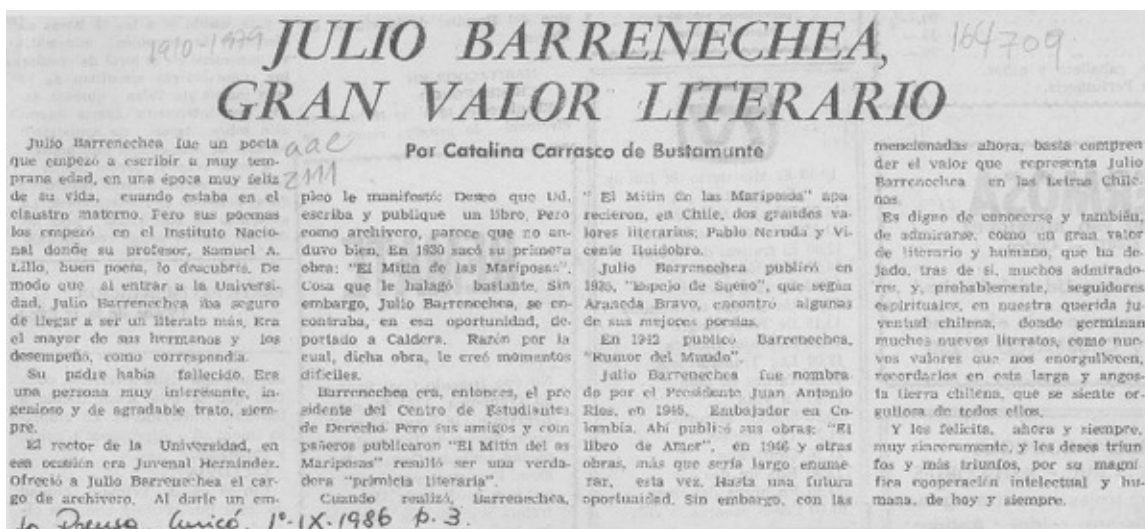 1910-1979
164709
JULIO BARRENECHEA,
GRAN VALOR LITERARIO
aae
2111
Por Catalina Carrasco de Bustamunte
Julio Barrenechea fue un poeta
que empezó a escribir a muy tem-
prana edad, en una época muy feliz
de su vida, cuando estaba en el
claustro materno. Pero sus poemas
los empezó en el Instituto Nacio-
nal donde su profesor, Samuel A.
Lillo, buen poeta, lo descubrió. De
modo que al entrar a la Universi-
dad, Julio Barrenechea iba seguro
de llegar a ser un literato más. Era
el mayor de sus hermanos y los
desempeñó, como correspondía.
Su padre había fallecido. Era
una persona muy interesante, in-
genioso y de agradable trato, siem-
pre.
El rector de la Universidad, en
esa ocasión era Juvenal Hernández.
Ofreció a Julio Barrenechea el car-
go de archivero. Al darle un em-
pleo le manifestó: Deseo que Ud.
escriba y publique un libro. Pero
como archivero, parece que no an-
duvo bien. En 1930 sacó su primera
obra: "El Mitin de las Mariposas".
Cosa que le halagó bastante. Sin
embargo, Julio Barrenechea, se en-
contraba, en esa oportunidad, de-
portado a Caldera. Razón por la
cual, dicha obra, le creó momentos
difíciles.
Barrenechea era, entonces, el pre
sidente del Centro de Estudiantes
de Derecho. Pero sus amigos y com
pañeros publicaron "El Mitin del as
Mariposas" resultó ser una verda-
dera "primicia literaria".
Cuando realizó, Barrenechea,
"El Mitin de las Mariposas" apa
recieron, en Chile, dos grandes va-
lores literarios: Pablo Neruda y Vi-
cente Huidobro.
Julio Barrenechea publicó en
1935, "Espejo de Sueño", que según
Araneda Bravo, encontró algunas
de sus mejores poesías.
En 1942 publicó Barrenechea,
"Rumor del Mundo".
Julio Barrenechea fue nombra
do por el Presidente Juan Antonio
Ríos, en 1945, Embajador en Co-
lombia. Ahí publicó sus obras: "El
libro de Amor", en 1946 y otras
obras, más que sería largo enume-
rar, esta vez. Hasta una futura
oportunidad. Sin embargo, con las
mencionadas ahora, basta compren
der el valor que representa Julio
Barrenechea en las Letras Chile-
nas.
Es digno de conocerse y también,
de admirarse, como un gran valor
de literario y humano, que ha de-
jado, tras de sí, muchos admirado
res, y, probablemente, seguidores
espirituales, en nuestra querida ju
ventud chilena, donde germinan
muchos nuevos literatos, como nue-
vos valores que nos enorgullecen,
recordarlos en esta larga y angos-
ta tierra chilena, que se siente or-
gullosa de todos ellos.
Y los felicita, ahora y siempre,
muy sinceramente, y les desea triun
fos y más triunfos, por su magní
fica cooperación intelectual y hu-
mana, de hoy y siempre.
La Prensa, Curicó, 1º-IX-1986 p. 3.